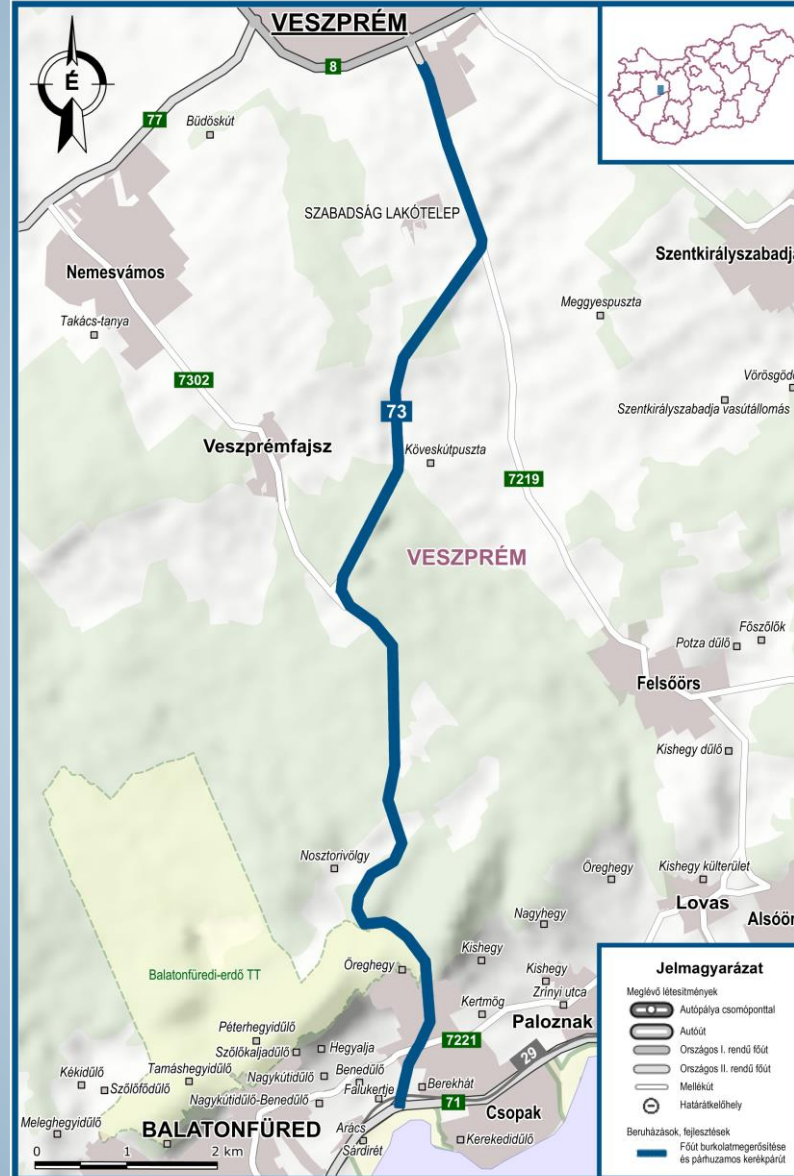 VESZPRÉM
8
É
77
Büdöskút
SZABADSÁG LAKÓTELEP
Nemesvámos
Takács-tanya
Meggyespuszta
7302
73
Szentkirályszabadja vasútállomás
Veszprémfajsz
Köveskútpuszta
7219
VESZPRÉM
Potza dűlő
Főszőlők
Felsőörs
Kishegy dűlő
Nosztorivölgy
Öreghegy
Kishegy külterület
Lovas
Nagyhegy
Kishegy
Öreghegy
Balatonfüredi-erdő TT
Kishegy
Zrínyi utca
Kertmög
Paloznak
Péterhegyidűlő
7221
Szőlőkaljadűlő
Hegyalja
29
Kékidűlő
Tamáshegyidűlő
Nagykútidűlő
Benedűlő
Berekhát
Szőlőfődűlő
Falukertje
Nagykútidűlő-Benedűlő
71
Csopak
Meleghegyidűlő
BALATONFÜRED
Arács
Sárdirét
Kerekedidűlő
0 1 2 km
Jelmagyarázat
Meglévő létesítmények
Autópálya csomóponttal
Autóút
Országos I. rendű főút
Országos II. rendű főút
Mellékút
Határátkelőhely
Beruházások, fejlesztések
Főút burkolatmegerősítése
és párhuzamos kerékpárút